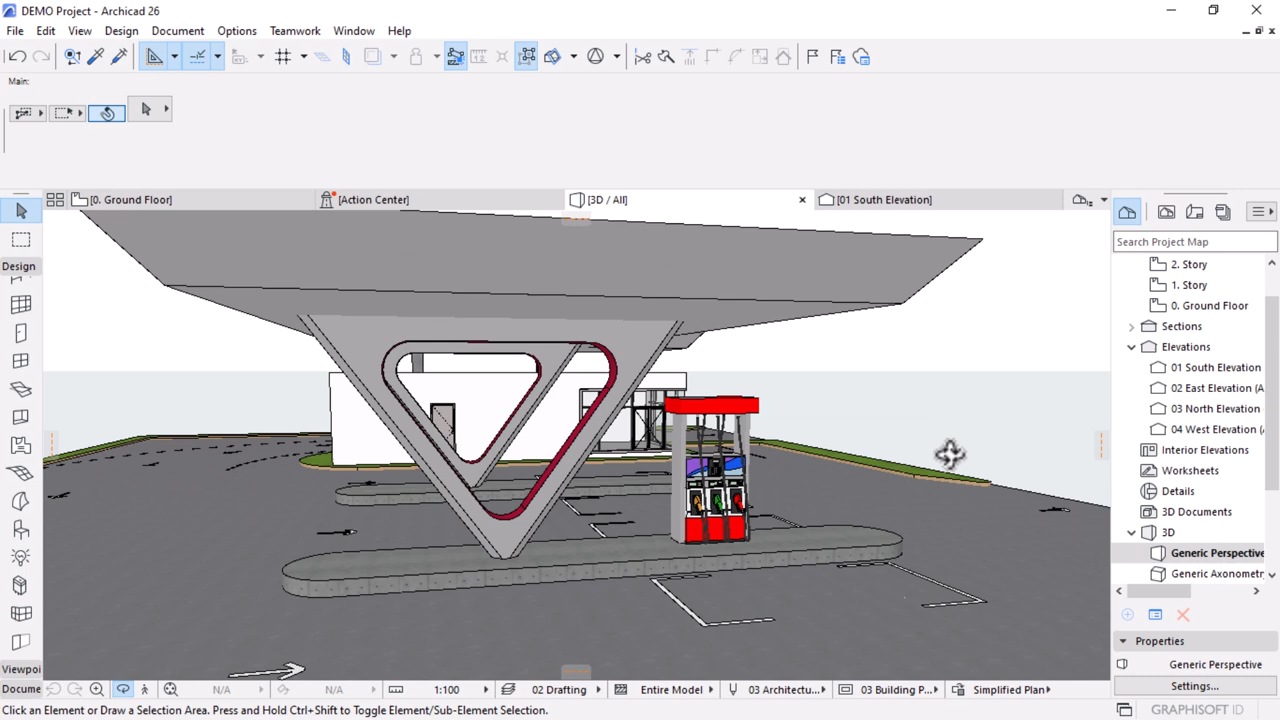 DEMO Project - Archicad 26
File Edit View Design Document Options Teamwork Window Help
Main:
[0. Ground Floor] [Action Center] [3D / All] [01 South Elevation]
Search Project Map
Design
2. Story
1. Story
0. Ground Floor
Sections
Elevations
01 South Elevation
02 East Elevation (A
03 North Elevation
04 West Elevation (
Interior Elevations
Worksheets
Details
3D Documents
3D
Generic Perspective
Generic Axonometr
Properties
Viewpoi
Generic Perspective
Docume N/A N/A 1:100 02 Drafting Entire Model 03 Architectu... 03 Building P... Simplified Plan
Settings...
Click an Element or Draw a Selection Area. Press and Hold Ctrl+Shift to Toggle Element/Sub-Element Selection.
GRAPHISOFT ID